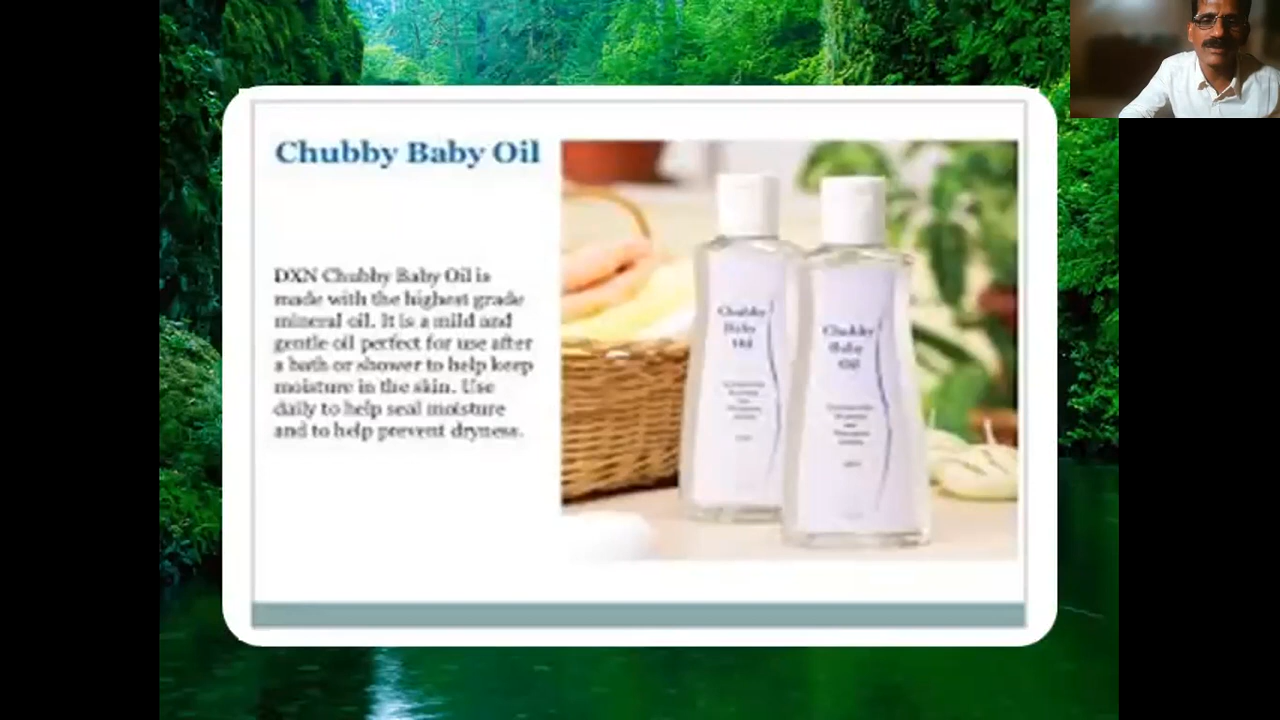 Chubby Baby Oil
DXN Chubby Baby Oil is
made with the highest grade
mineral oil. It is a mild and
gentle oil perfect for use after
a bath or shower to help keep
moisture in the skin. Use
daily to help seal moisture
and to help prevent dryness.
Chubby
Baby
Oil
Chubby
Baby
Oil